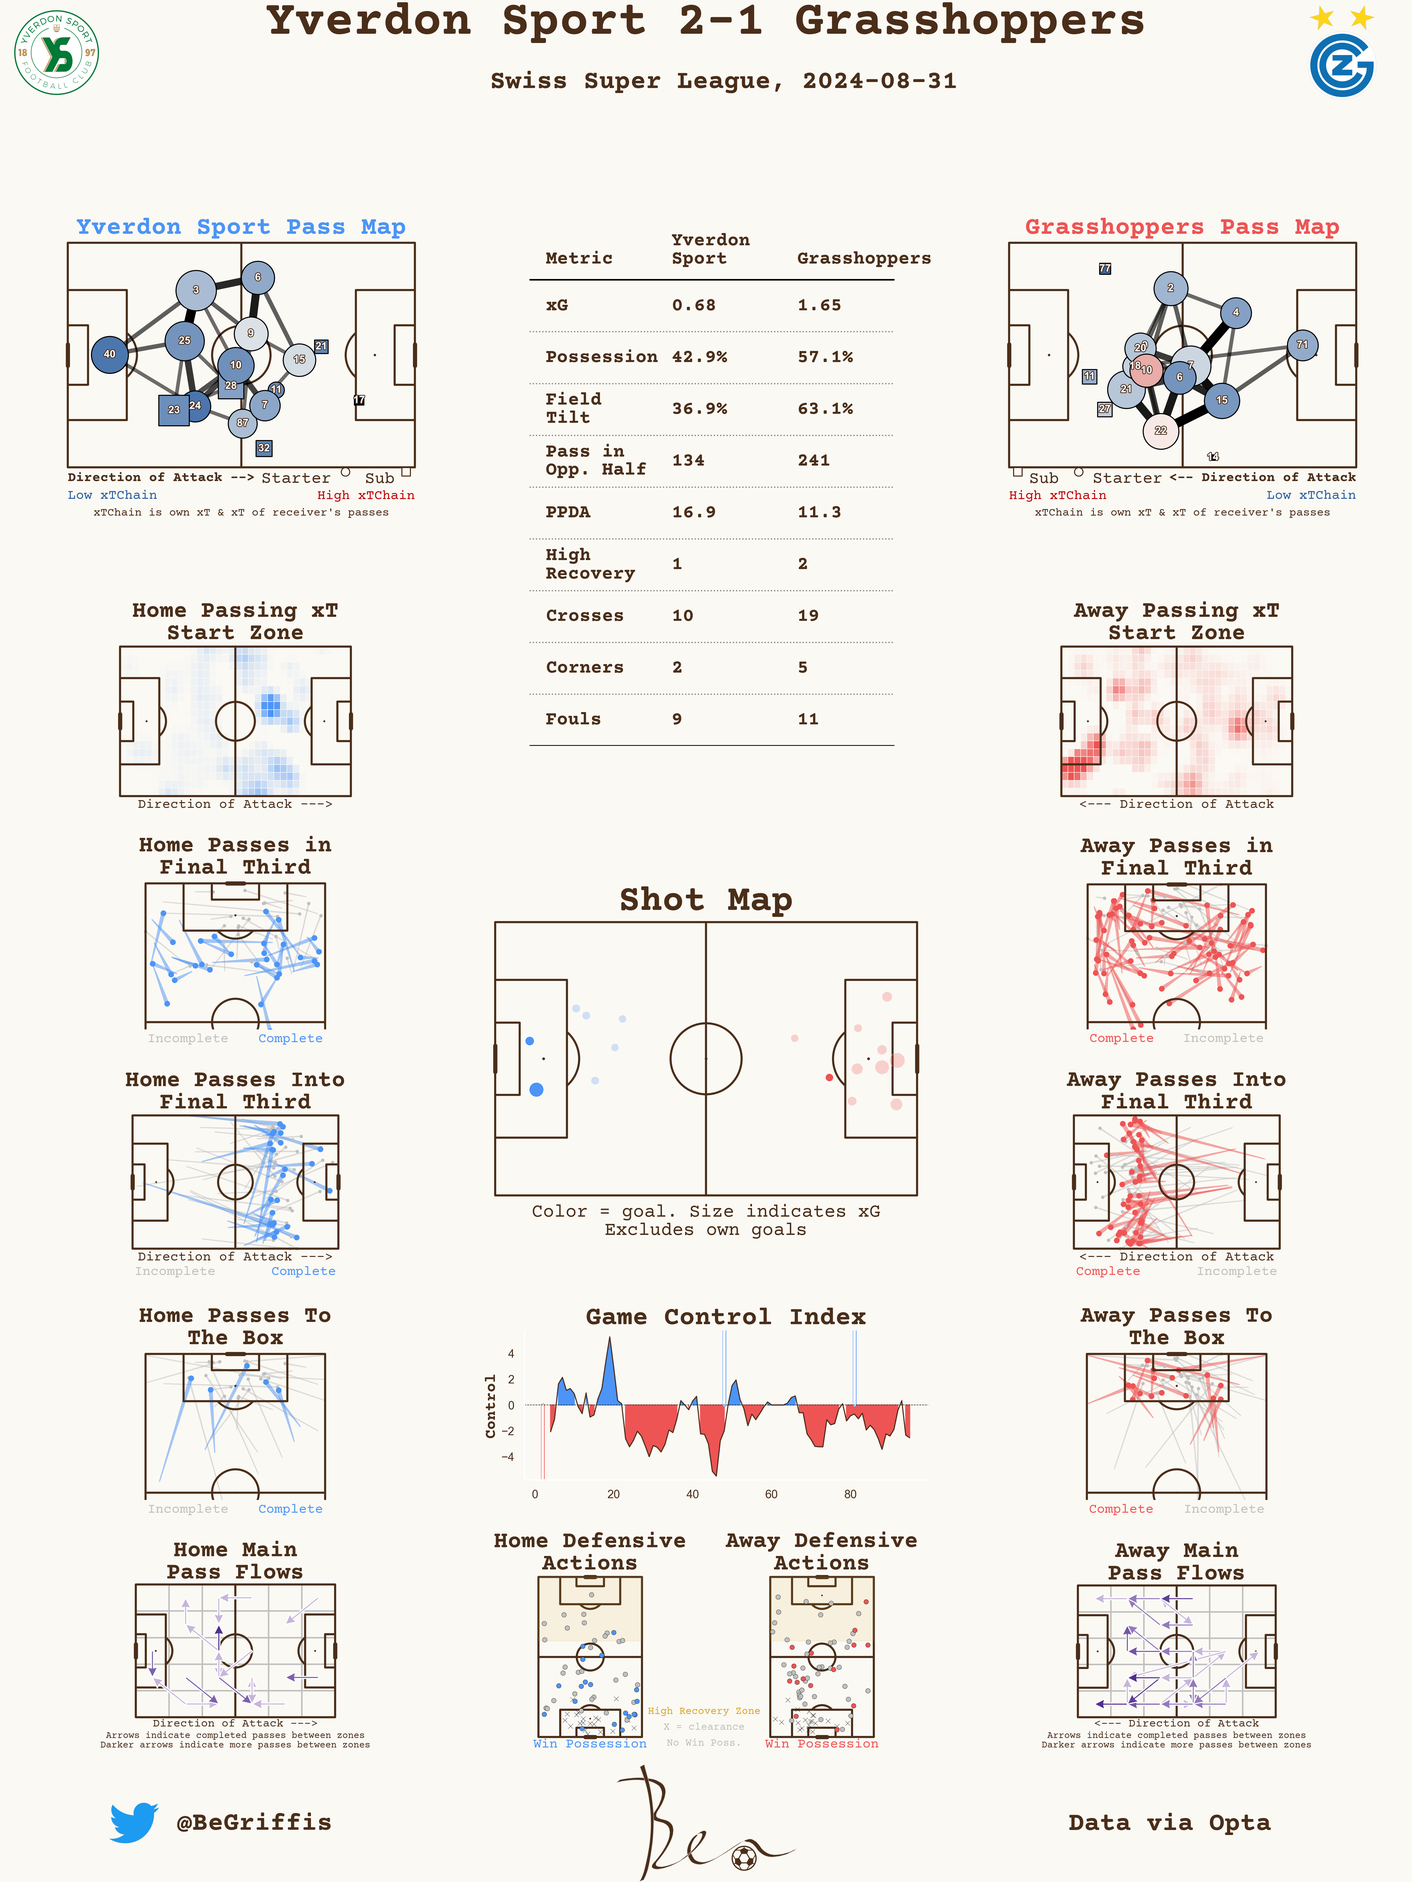 Yverdon Sport 2-1 Grasshoppers
Swiss Super League, 2024-08-31
YVERDON SPORT
18 97
FOOTBALL CLUB
Yverdon Sport Pass Map
3
6
9
25
40
10
15
21
28
11
17
23
24
7
87
32
Direction of Attack --> Starter Sub
Low xTChain High xTChain
xTChain is own xT & xT of receiver's passes
Metric Yverdon Sport Grasshoppers
xG 0.68 1.65
Possession 42.9% 57.1%
Field Tilt 36.9% 63.1%
Pass in Opp. Half 134 241
PPDA 16.9 11.3
High Recovery 1 2
Crosses 10 19
Corners 2 5
Fouls 9 11
Grasshoppers Pass Map
77
2
4
71
20
18
10
7
6
11
21
27
15
22
14
Sub Starter <-- Direction of Attack
High xTChain Low xTChain
xTChain is own xT & xT of receiver's passes
Home Passing xT
Start Zone
Direction of Attack --->
Away Passing xT
Start Zone
<--- Direction of Attack
Home Passes in
Final Third
Incomplete Complete
Away Passes in
Final Third
Complete Incomplete
Shot Map
Color = goal. Size indicates xG
Excludes own goals
Home Passes Into
Final Third
Direction of Attack --->
Incomplete Complete
Away Passes Into
Final Third
<--- Direction of Attack
Complete Incomplete
Home Passes To
The Box
Incomplete Complete
Game Control Index
Control
4
2
0
−2
−4
0 20 40 60 80
Away Passes To
The Box
Complete Incomplete
Home Main
Pass Flows
Direction of Attack --->
Arrows indicate completed passes between zones
Darker arrows indicate more passes between zones
Home Defensive
Actions
Win Possession
High Recovery Zone
X = clearance
No Win Poss.
Away Defensive
Actions
Win Possession
Away Main
Pass Flows
<--- Direction of Attack
Arrows indicate completed passes between zones
Darker arrows indicate more passes between zones
@BeGriffis
Ben
Data via Opta